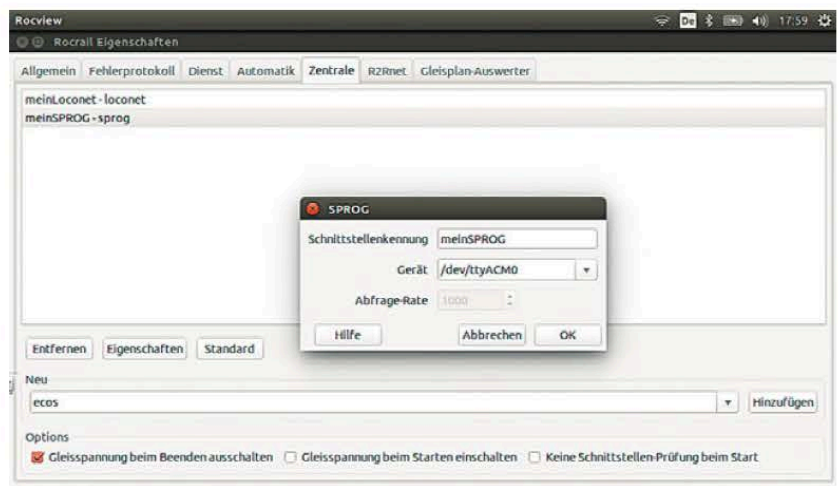 Rocview
De
17:59
Rocrail Eigenschaften
Allgemein Fehlerprotokoll Dienst Automatik Zentrale R2Rnet Gleisplan-Auswerter
meinLoconet - loconet
meinSPROG - sprog
SPROG
Schnittstellenkennung meinSPROG
Gerät /dev/ttyACM0
Abfrage-Rate 1000
Hilfe Abbrechen OK
Entfernen Eigenschaften Standard
Neu
ecos Hinzufügen
Options
Gleisspannung beim Beenden ausschalten Gleisspannung beim Starten einschalten Keine Schnittstellen-Prüfung beim Start